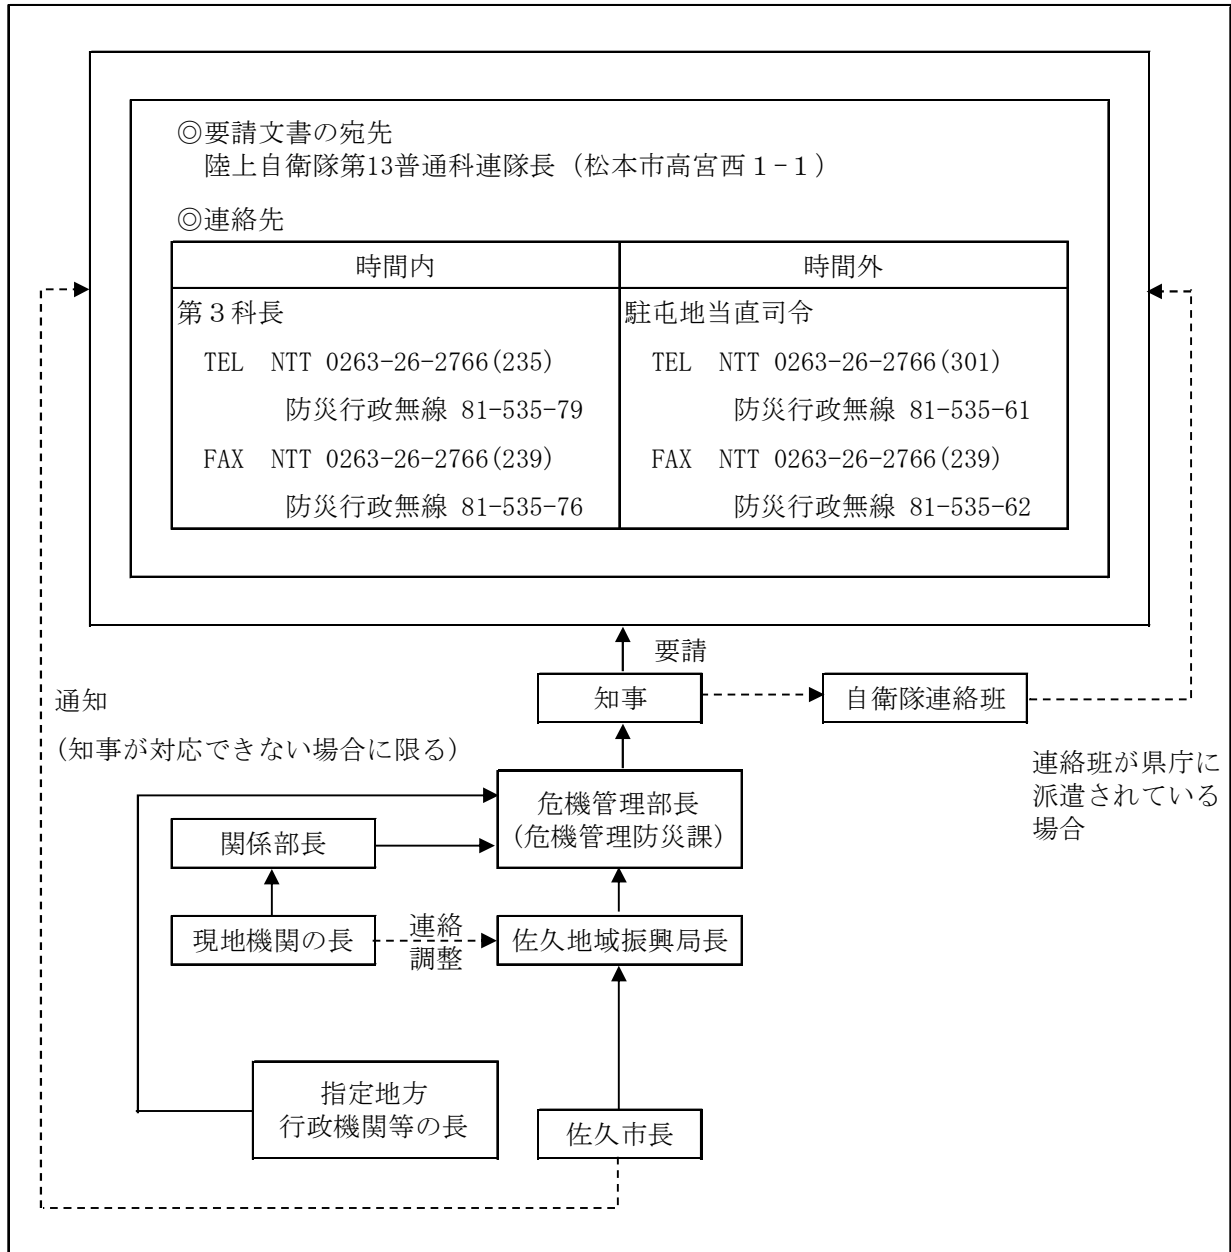 ◎要請文書の宛先
陸上自衛隊第13普通科連隊長（松本市高宮西１-１）
◎連絡先
時間内
時間外
第３科長
TEL NTT 0263-26-2766(235)
防災行政無線 81-535-79
FAX NTT 0263-26-2766(239)
防災行政無線 81-535-76
駐屯地当直司令
TEL NTT 0263-26-2766(301)
防災行政無線 81-535-61
FAX NTT 0263-26-2766(239)
防災行政無線 81-535-62
要請
通知
（知事が対応できない場合に限る）
知事
自衛隊連絡班
連絡班が県庁に
派遣されている
場合
危機管理部長
（危機管理防災課）
関係部長
現地機関の長
連絡
調整
佐久地域振興局長
指定地方
行政機関等の長
佐久市長